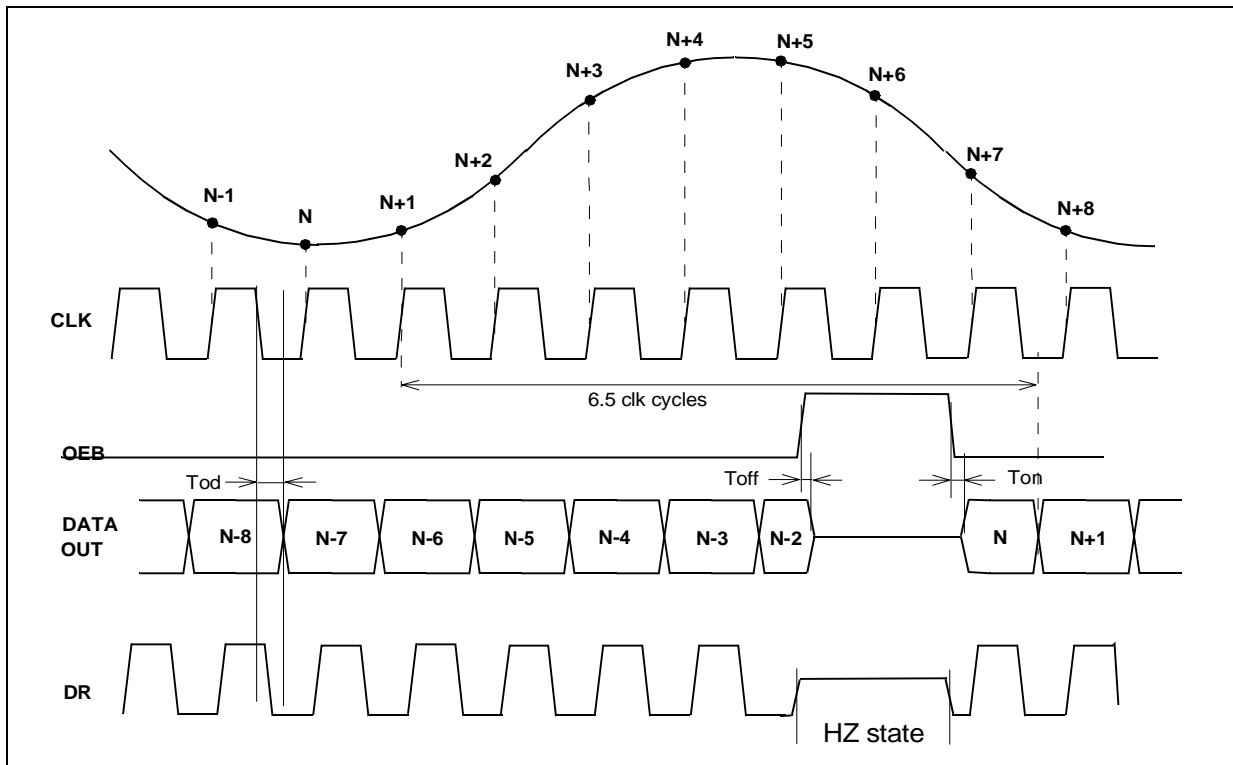 N+4
N+5
N+3
N+6
N+2
N+7
N-1
N
N+1
N+8
CLK
6.5 clk cycles
OEB
Tod
Toff
Ton
DATA
OUT
N-8
N-7
N-6
N-5
N-4
N-3
N-2
N
N+1
DR
HZ state